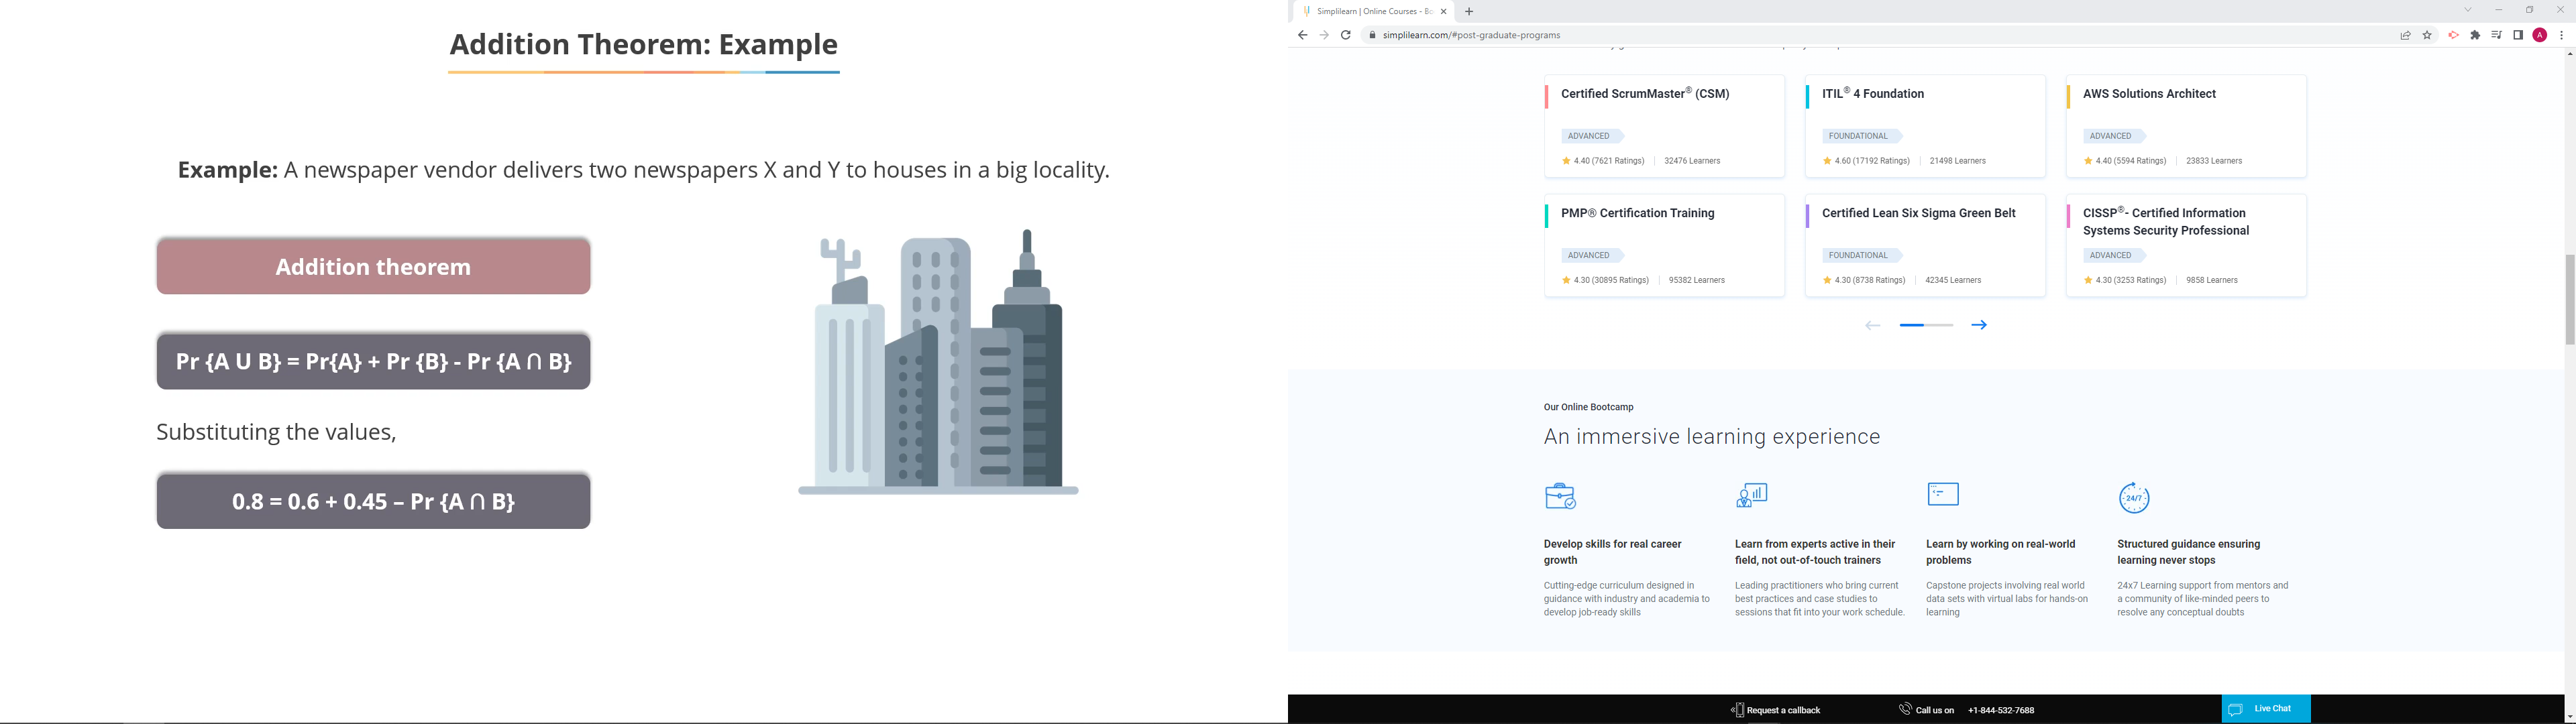 Addition Theorem: Example
Example: A newspaper vendor delivers two newspapers X and Y to houses in a big locality.
Addition theorem
Pr {A U B} = Pr{A} + Pr {B} - Pr {A ∩ B}
Substituting the values,
0.8 = 0.6 + 0.45 – Pr {A ∩ B}
Simplilearn | Online Courses - Bo
simplilearn.com/#post-graduate-programs
A
Certified ScrumMaster® (CSM)
ADVANCED
4.40 (7621 Ratings) 32476 Learners
ITIL® 4 Foundation
FOUNDATIONAL
4.60 (17192 Ratings) 21498 Learners
AWS Solutions Architect
ADVANCED
4.40 (5594 Ratings) 23833 Learners
PMP® Certification Training
ADVANCED
4.30 (30895 Ratings) 95382 Learners
Certified Lean Six Sigma Green Belt
FOUNDATIONAL
4.30 (8738 Ratings) 42345 Learners
CISSP®- Certified Information
Systems Security Professional
ADVANCED
4.30 (3253 Ratings) 9858 Learners
Our Online Bootcamp
An immersive learning experience
Develop skills for real career
growth
Cutting-edge curriculum designed in
guidance with industry and academia to
develop job-ready skills
Learn from experts active in their
field, not out-of-touch trainers
Leading practitioners who bring current
best practices and case studies to
sessions that fit into your work schedule.
Learn by working on real-world
problems
Capstone projects involving real world
data sets with virtual labs for hands-on
learning
24/7
Structured guidance ensuring
learning never stops
24x7 Learning support from mentors and
a community of like-minded peers to
resolve any conceptual doubts
Request a callback
Call us on +1-844-532-7688
Live Chat